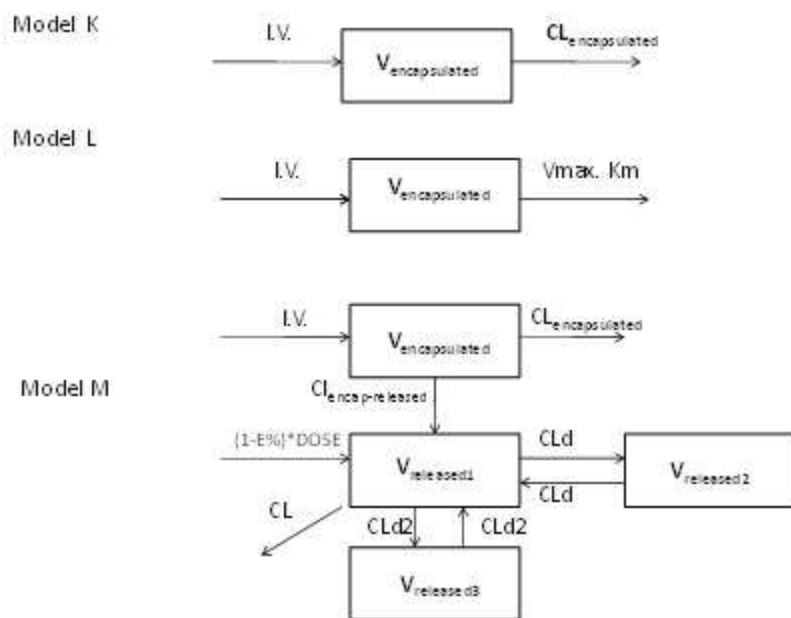 Model K
I.V.
CLencapsulated
Vencapsulated
Model L
I.V.
Vmax. Km
Vencapsulated
I.V.
CLencapsulated
Vencapsulated
Model M
Clencap-released
(1-E%)*DOSE
CLd
Vreleased1
Vreleased2
CLd
CL
CLd2
CLd2
Vreleased3